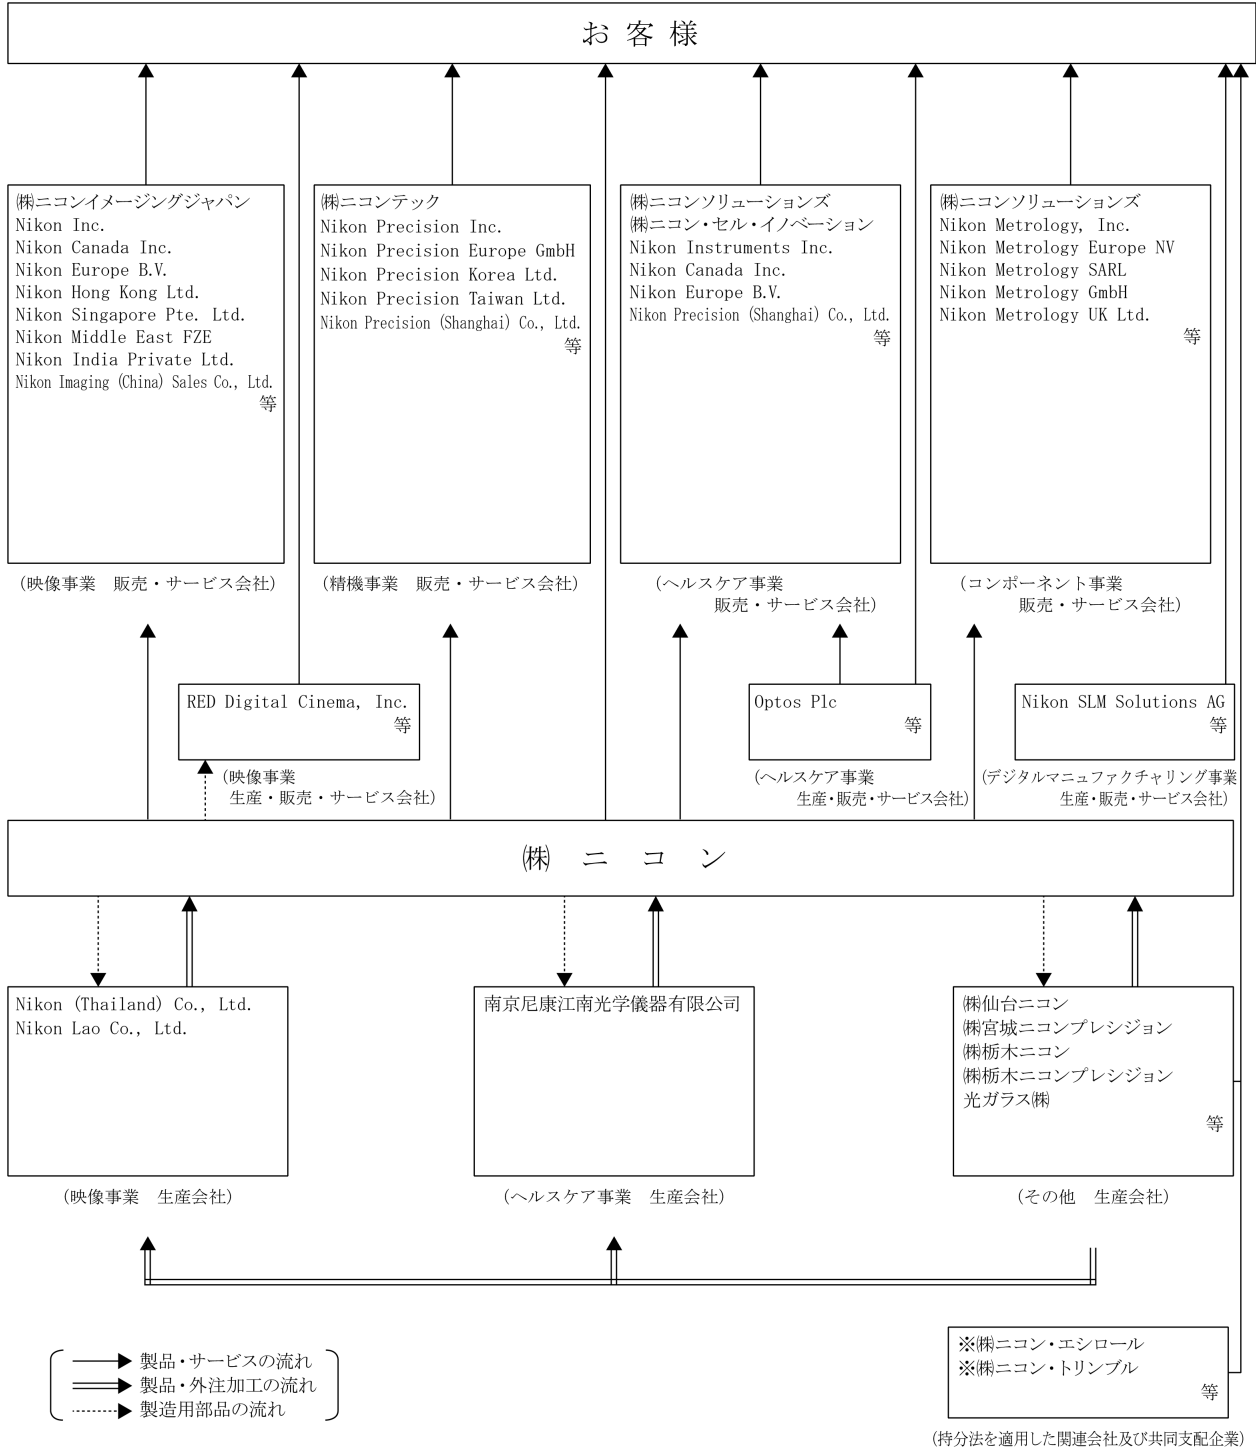 お客様
㈱ニコンイメージングジャパン
Nikon Inc.
Nikon Canada Inc.
Nikon Europe B.V.
Nikon Hong Kong Ltd.
Nikon Singapore Pte. Ltd.
Nikon Middle East FZE
Nikon India Private Ltd.
Nikon Imaging (China) Sales Co., Ltd.
等
(映像事業　販売・サービス会社)
㈱ニコンテック
Nikon Precision Inc.
Nikon Precision Europe GmbH
Nikon Precision Korea Ltd.
Nikon Precision Taiwan Ltd.
Nikon Precision (Shanghai) Co., Ltd.
等
(精機事業　販売・サービス会社)
㈱ニコンソリューションズ
㈱ニコン・セル・イノベーション
Nikon Instruments Inc.
Nikon Canada Inc.
Nikon Europe B.V.
Nikon Precision (Shanghai) Co., Ltd.
等
(ヘルスケア事業
販売・サービス会社)
㈱ニコンソリューションズ
Nikon Metrology, Inc.
Nikon Metrology Europe NV
Nikon Metrology SARL
Nikon Metrology GmbH
Nikon Metrology UK Ltd.
等
(コンポーネント事業
販売・サービス会社)
RED Digital Cinema, Inc.
等
(映像事業
生産・販売・サービス会社)
Optos Plc
等
(ヘルスケア事業
生産・販売・サービス会社)
Nikon SLM Solutions AG
等
(デジタルマニュファクチャリング事業
生産・販売・サービス会社)
㈱ニコン
Nikon (Thailand) Co., Ltd.
Nikon Lao Co., Ltd.
(映像事業　生産会社)
南京尼康江南光学儀器有限公司
(ヘルスケア事業　生産会社)
㈱仙台ニコン
㈱宮城ニコンプレシジョン
㈱栃木ニコン
㈱栃木ニコンプレシジョン
光ガラス㈱
等
(その他　生産会社)
製品・サービスの流れ
製品・外注加工の流れ
製造用部品の流れ
※㈱ニコン・エシロール
※㈱ニコン・トリンブル
等
(持分法を適用した関連会社及び共同支配企業)